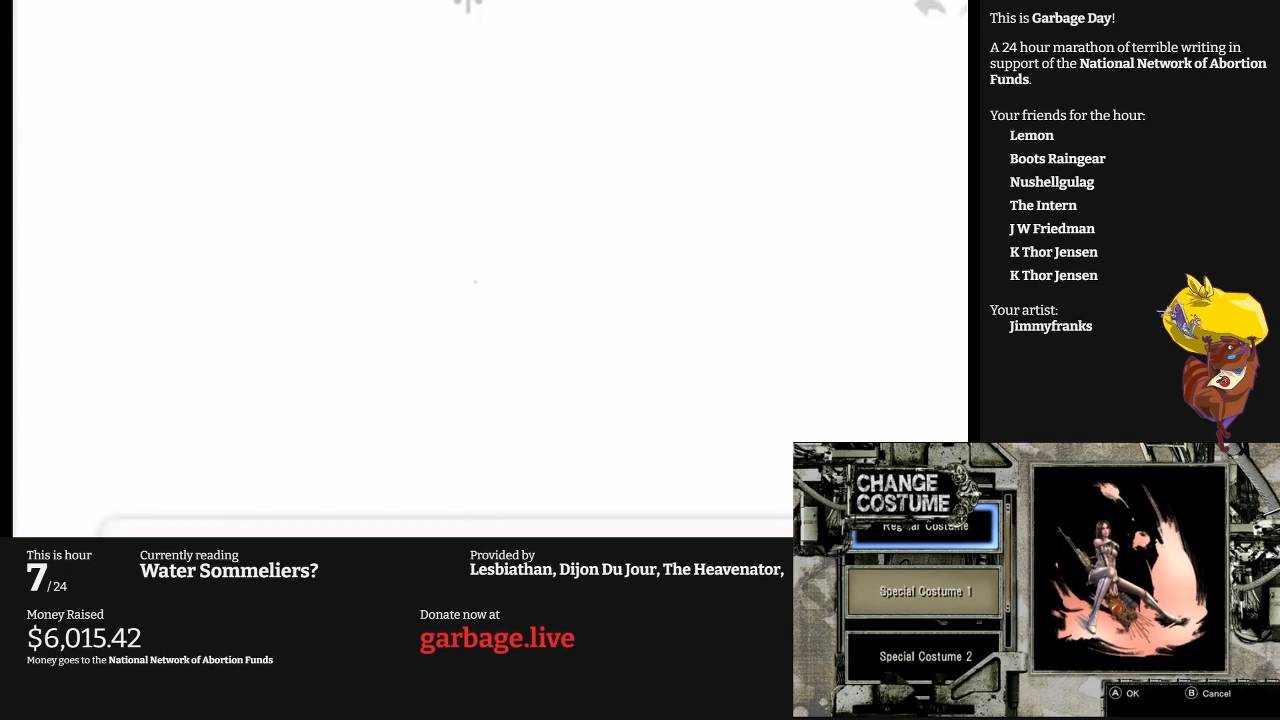 This is Garbage Day!
A 24 hour marathon of terrible writing in
support of the National Network of Abortion
Funds.
Your friends for the hour:
Lemon
Boots Raingear
Nushellgulag
The Intern
J W Friedman
K Thor Jensen
K Thor Jensen
Your artist:
Jimmyfranks
This is hour
7/24
Currently reading
Water Sommeliers?
Provided by
Lesbiathan, Dijon Du Jour, The Heavenator,
Money Raised
$6,015.42
Money goes to the National Network of Abortion Funds
Donate now at
garbage.live
CHANGE
COSTUME
Regular Costume
Special Costume 1
Special Costume 2
A OK
B Cancel